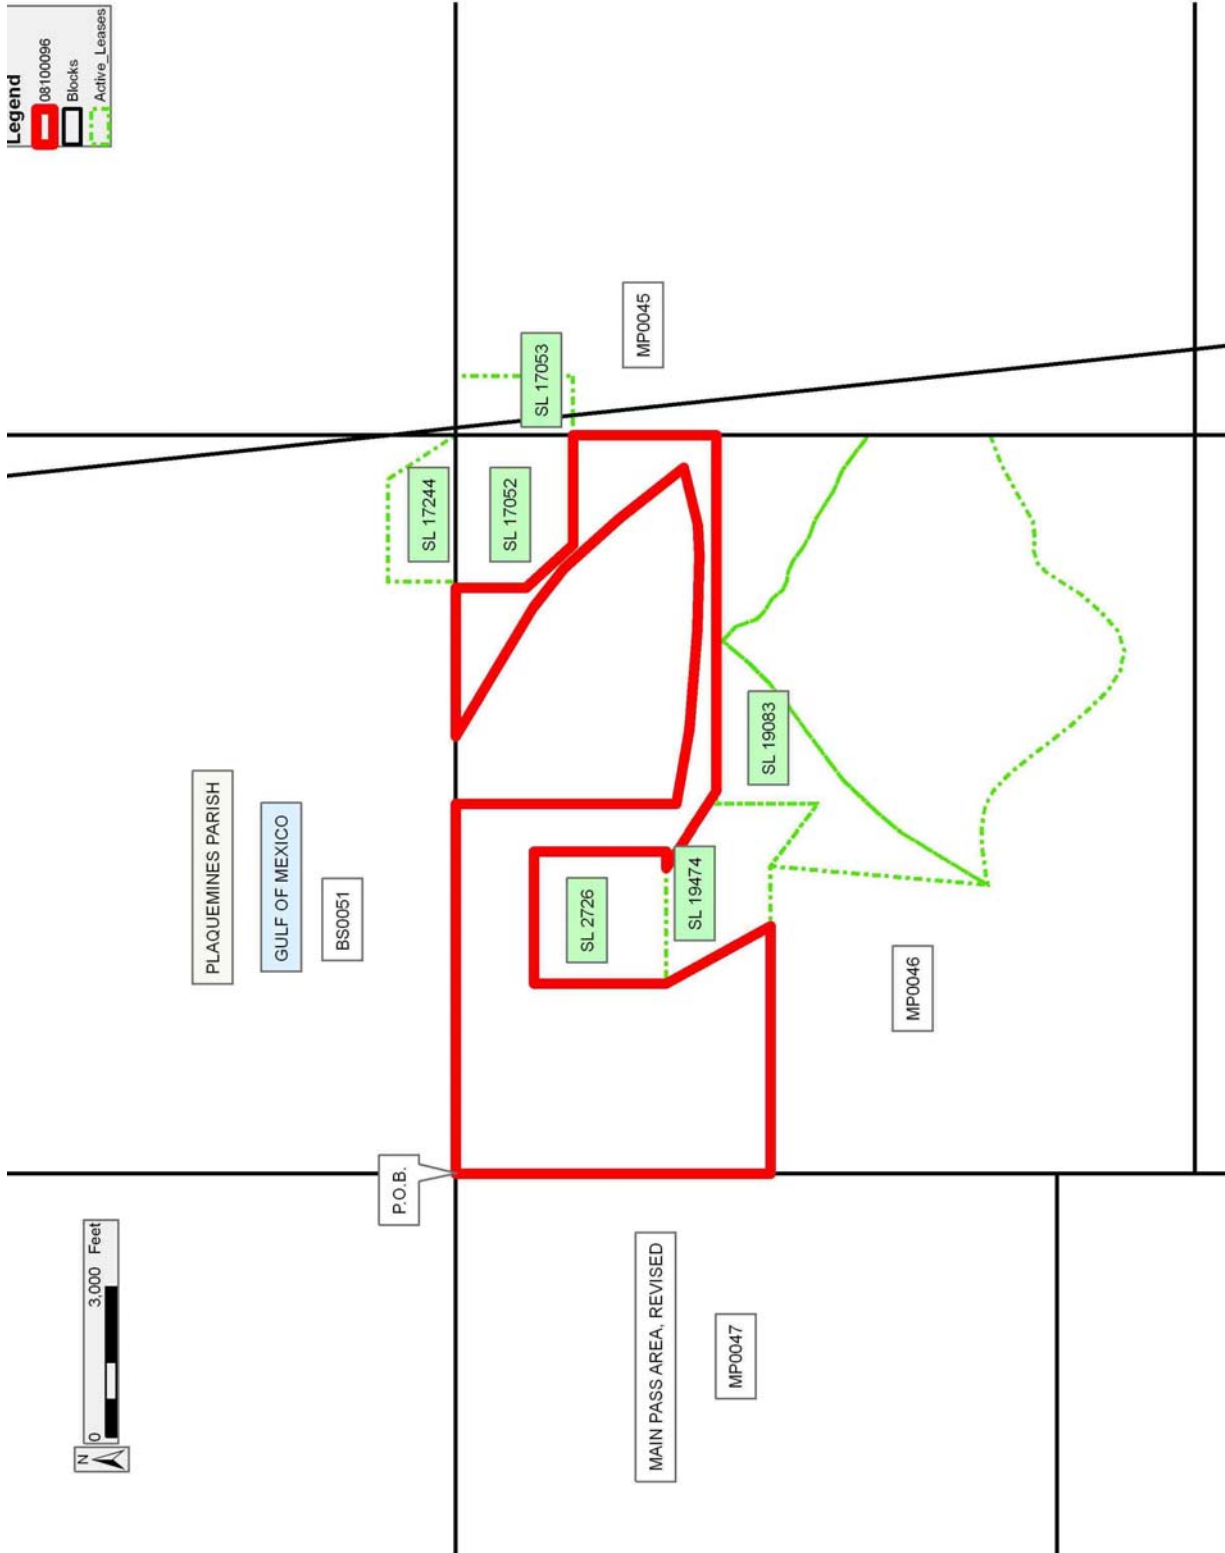 N
0 3,000 Feet
Legend
08100096
Blocks
Active_Leases
PLAQUEMINES PARISH
GULF OF MEXICO
BS0051
P.O.B.
SL 17244
SL 17052
SL 17053
MP0045
SL 2726
SL 19474
SL 19083
MAIN PASS AREA, REVISED
MP0047
MP0046